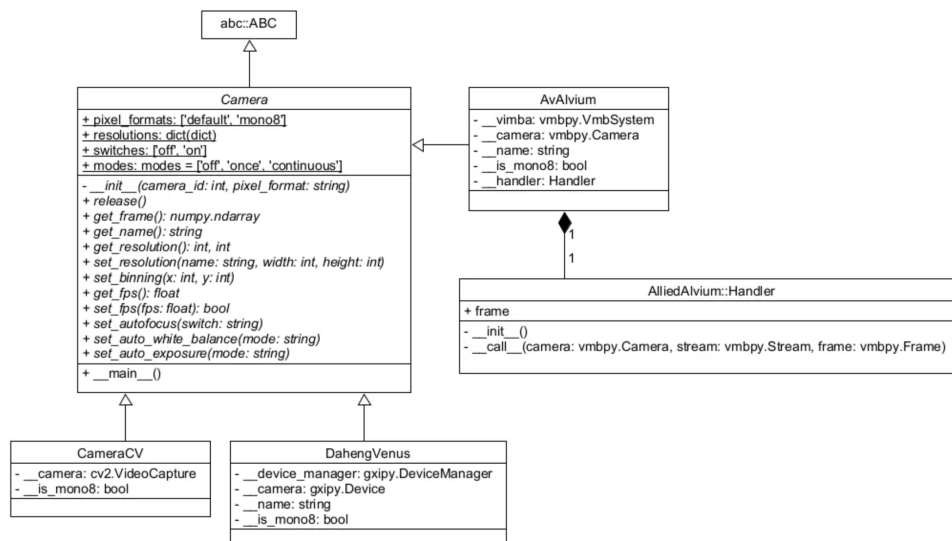 abc::ABC
Camera
+ pixel_formats: ['default', 'mono8']
+ resolutions: dict(dict)
+ switches: ['off', 'on']
+ modes: modes = ['off', 'once', 'continuous']
- __init__(camera_id: int, pixel_format: string)
+ release()
+ get_frame(): numpy.ndarray
+ get_name(): string
+ get_resolution(): int, int
+ set_resolution(name: string, width: int, height: int)
+ set_binning(x: int, y: int)
+ get_fps(): float
+ set_fps(fps: float): bool
+ set_autofocus(switch: string)
+ set_auto_white_balance(mode: string)
+ set_auto_exposure(mode: string)
+ __main__()
AvAlvium
- __vimba: vmbpy.VmbSystem
- __camera: vmbpy.Camera
- __name: string
- __is_mono8: bool
- __handler: Handler
1
1
AlliedAlvium::Handler
+ frame
- __init__()
- __call__(camera: vmbpy.Camera, stream: vmbpy.Stream, frame: vmbpy.Frame)
CameraCV
- __camera: cv2.VideoCapture
- __is_mono8: bool
DahengVenus
- __device_manager: gxipy.DeviceManager
- __camera: gxipy.Device
- __name: string
- __is_mono8: bool